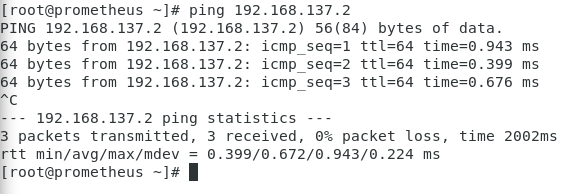 [root@prometheus ~]# ping 192.168.137.2
PING 192.168.137.2 (192.168.137.2) 56(84) bytes of data.
64 bytes from 192.168.137.2: icmp_seq=1 ttl=64 time=0.943 ms
64 bytes from 192.168.137.2: icmp_seq=2 ttl=64 time=0.399 ms
64 bytes from 192.168.137.2: icmp_seq=3 ttl=64 time=0.676 ms
^C
--- 192.168.137.2 ping statistics ---
3 packets transmitted, 3 received, 0% packet loss, time 2002ms
rtt min/avg/max/mdev = 0.399/0.672/0.943/0.224 ms
[root@prometheus ~]#